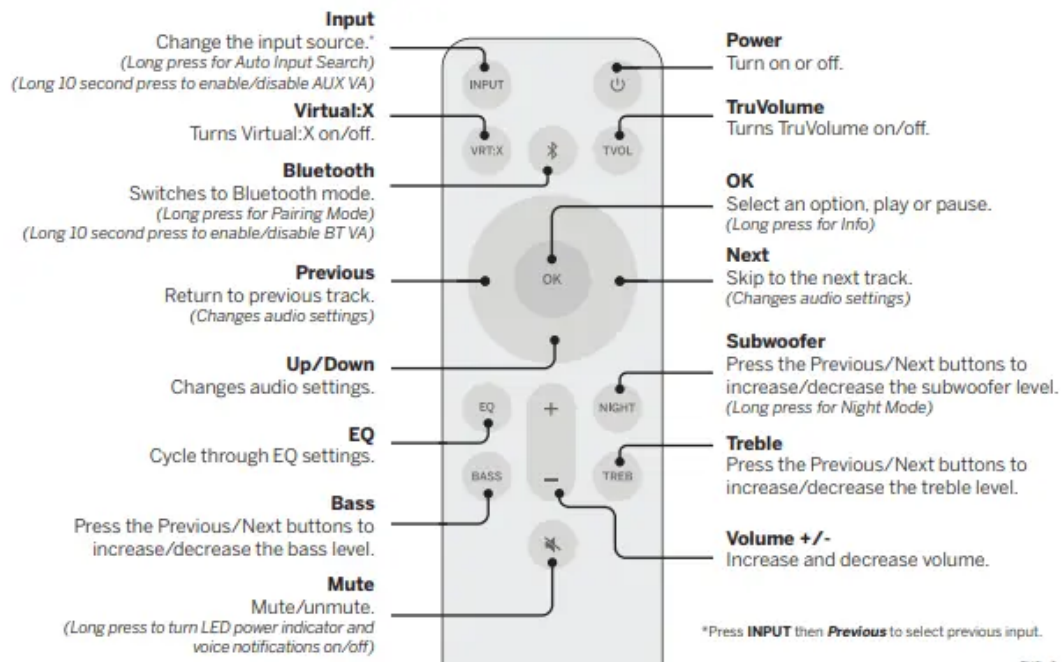 Input
Change the input source.*
(Long press for Auto Input Search)
(Long 10 second press to enable/disable AUX VA)
Virtual:X
Turns Virtual:X on/off.
Bluetooth
Switches to Bluetooth mode.
(Long press for Pairing Mode)
(Long 10 second press to enable/disable BT VA)
Previous
Return to previous track.
(Changes audio settings)
Up/Down
Changes audio settings.
EQ
Cycle through EQ settings.
Bass
Press the Previous/Next buttons to
increase/decrease the bass level.
Mute
Mute/unmute.
(Long press to turn LED power indicator and
voice notifications on/off)
INPUT
VRT:X
TVOL
OK
EQ
+
NIGHT
BASS
−
TREB
Power
Turn on or off.
TruVolume
Turns TruVolume on/off.
OK
Select an option, play or pause.
(Long press for Info)
Next
Skip to the next track.
(Changes audio settings)
Subwoofer
Press the Previous/Next buttons to
increase/decrease the subwoofer level.
(Long press for Night Mode)
Treble
Press the Previous/Next buttons to
increase/decrease the treble level.
Volume +/-
Increase and decrease volume.
*Press INPUT then Previous to select previous input.